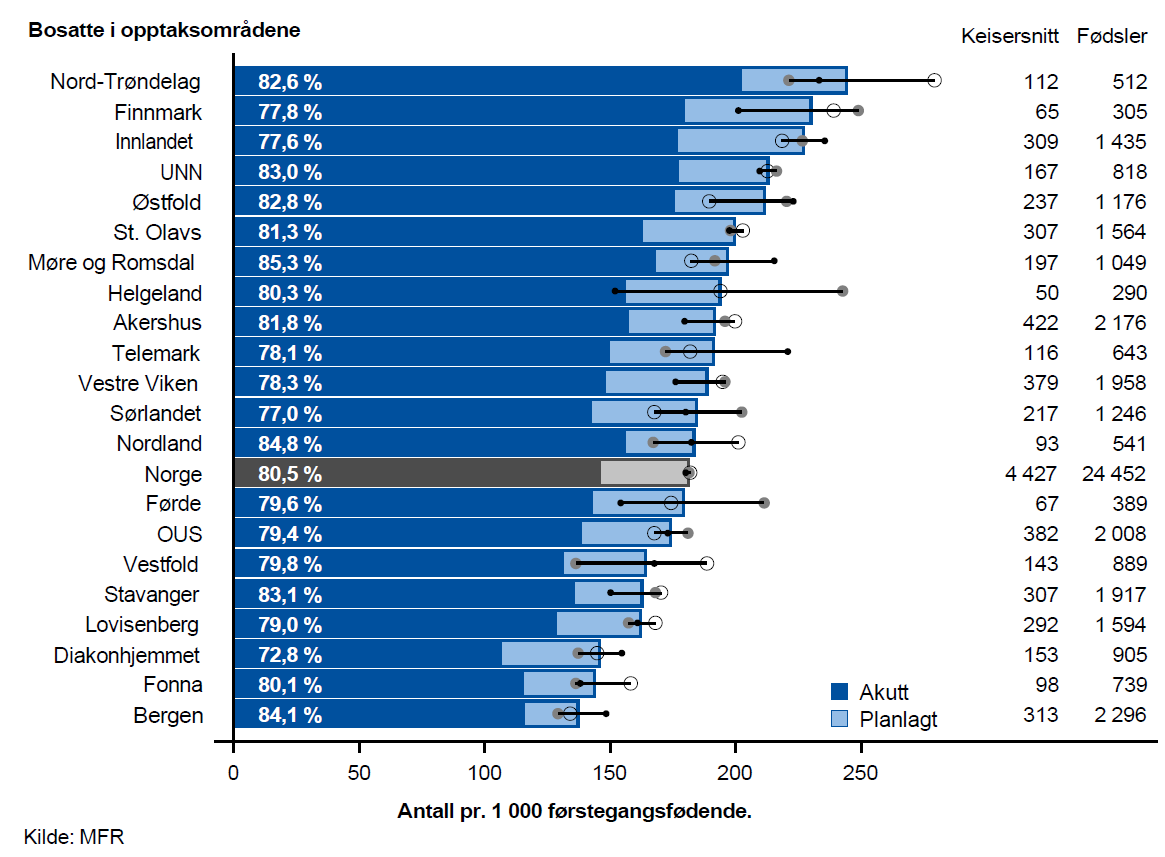 Bosatte i opptaksområdene Keisersnitt Fødsler
Nord-Trøndelag 82,6 % 112 512
Finnmark 77,8 % 65 305
Innlandet 77,6 % 309 1 435
UNN 83,0 % 167 818
Østfold 82,8 % 237 1 176
St. Olavs 81,3 % 307 1 564
Møre og Romsdal 85,3 % 197 1 049
Helgeland 80,3 % 50 290
Akershus 81,8 % 422 2 176
Telemark 78,1 % 116 643
Vestre Viken 78,3 % 379 1 958
Sørlandet 77,0 % 217 1 246
Nordland 84,8 % 93 541
Norge 80,5 % 4 427 24 452
Førde 79,6 % 67 389
OUS 79,4 % 382 2 008
Vestfold 79,8 % 143 889
Stavanger 83,1 % 307 1 917
Lovisenberg 79,0 % 292 1 594
Diakonhjemmet 72,8 % 153 905
Fonna 80,1 % 98 739
Bergen 84,1 % 313 2 296
Akutt
Planlagt
0 50 100 150 200 250
Antall pr. 1 000 førstegangsfødende.
Kilde: MFR